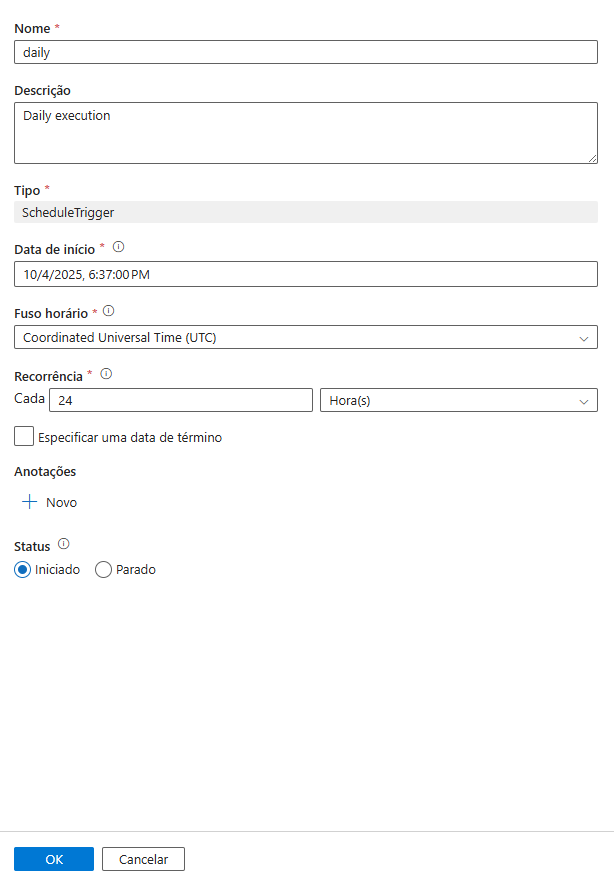 Nome *
daily
Descrição
Daily execution
Tipo *
ScheduleTrigger
Data de início *
10/4/2025, 6:37:00 PM
Fuso horário *
Coordinated Universal Time (UTC)
Recorrência *
Cada 24 Hora(s)
Especificar uma data de término
Anotações
Novo
Status
Iniciado Parado
OK Cancelar